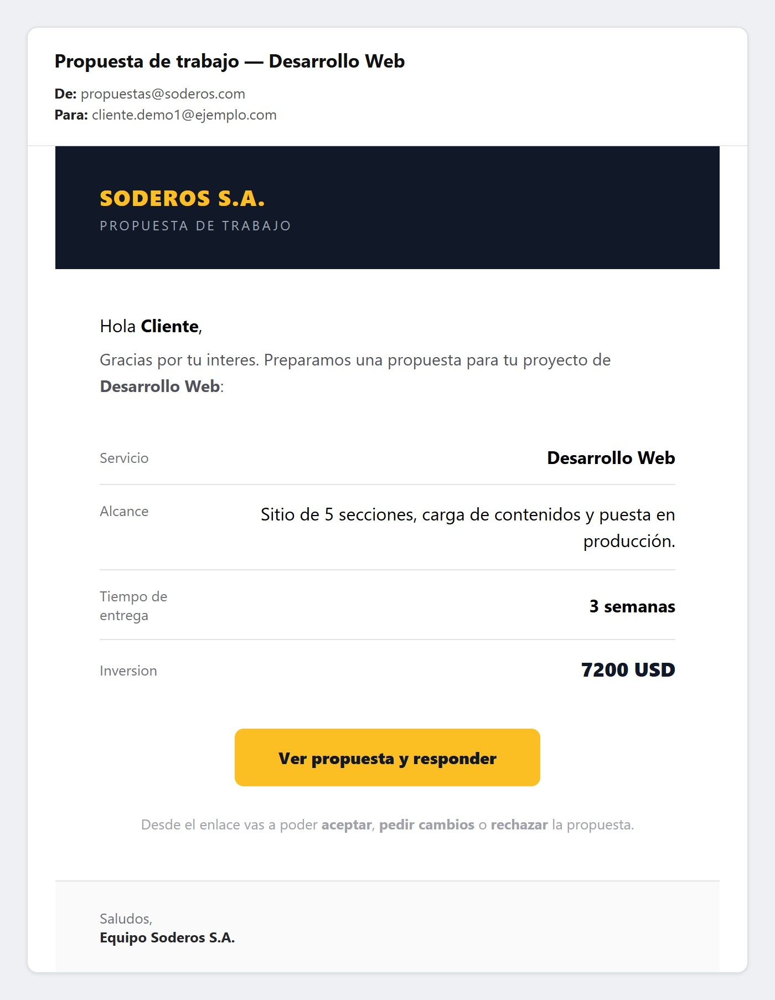 Propuesta de trabajo — Desarrollo Web
De: propuestas@soderos.com
Para: cliente.demo1@ejemplo.com
SODEROS S.A.
PROPUESTA DE TRABAJO
Hola Cliente,
Gracias por tu interes. Preparamos una propuesta para tu proyecto de
Desarrollo Web:
Servicio
Desarrollo Web
Alcance
Sitio de 5 secciones, carga de contenidos y puesta en
producción.
Tiempo de
entrega
3 semanas
Inversion
7200 USD
Ver propuesta y responder
Desde el enlace vas a poder aceptar, pedir cambios o rechazar la propuesta.
Saludos,
Equipo Soderos S.A.